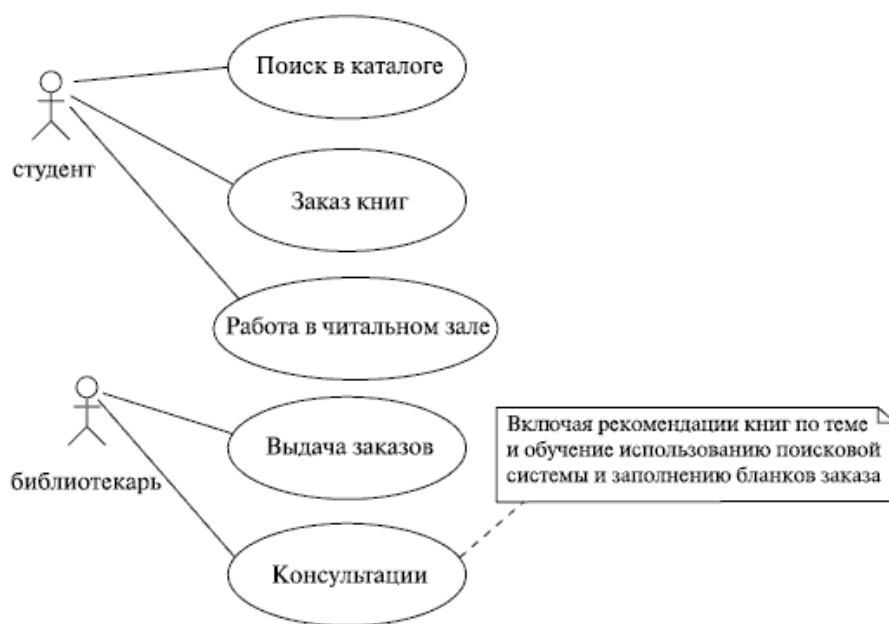 Поиск в каталоге
студент
Заказ книг
Работа в читальном зале
Выдача заказов
библиотекарь
Включая рекомендации книг по теме
и обучение использованию поисковой
системы и заполнению бланков заказа
Консультации